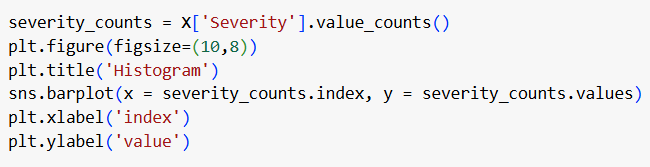 severity_counts = X['Severity'].value_counts()
plt.figure(figsize=(10,8))
plt.title('Histogram')
sns.barplot(x = severity_counts.index, y = severity_counts.values)
plt.xlabel('index')
plt.ylabel('value')